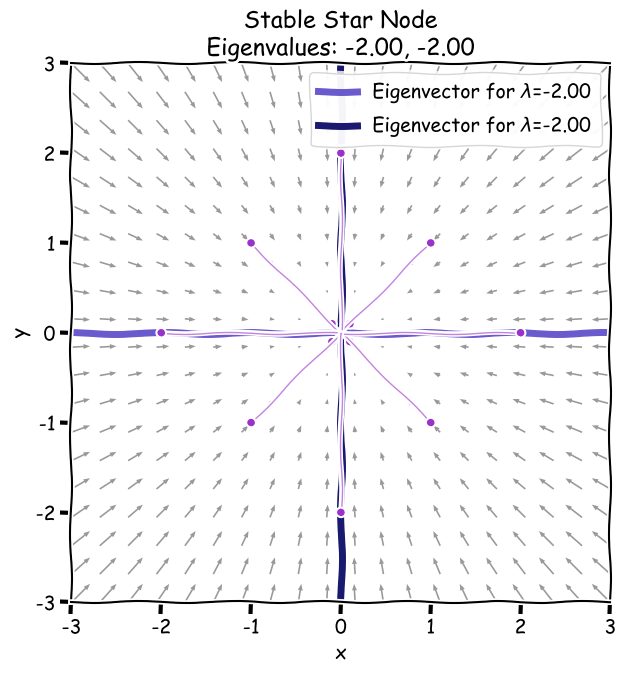 Stable Star Node
Eigenvalues: -2.00, -2.00
3
Eigenvector for λ=-2.00
Eigenvector for λ=-2.00
2
1
y
0
-1
-2
-3
-3 -2 -1 0 1 2 3
x